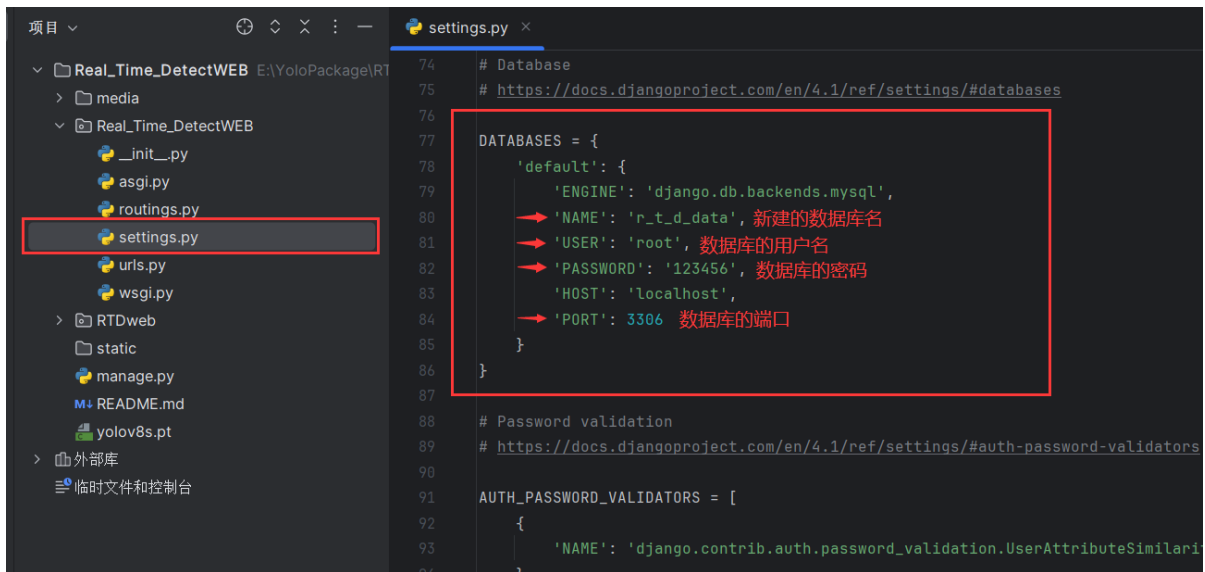 项目
Real_Time_DetectWEB E:\YoloPackage\RT
media
Real_Time_DetectWEB
__init__.py
asgi.py
routings.py
settings.py
urls.py
wsgi.py
RTDweb
static
manage.py
M↓ README.md
yolov8s.pt
外部库
临时文件和控制台
settings.py ×
74 # Database
75 # https://docs.djangoproject.com/en/4.1/ref/settings/#databases
76
77 DATABASES = {
78 'default': {
79 'ENGINE': 'django.db.backends.mysql',
80 'NAME': 'r_t_d_data', 新建的数据库名
81 'USER': 'root', 数据库的用户名
82 'PASSWORD': '123456', 数据库的密码
83 'HOST': 'localhost',
84 'PORT': 3306 数据库的端口
85 }
86 }
87
88 # Password validation
89 # https://docs.djangoproject.com/en/4.1/ref/settings/#auth-password-validators
90
91 AUTH_PASSWORD_VALIDATORS = [
92 {
93 'NAME': 'django.contrib.auth.password_validation.UserAttributeSimilari